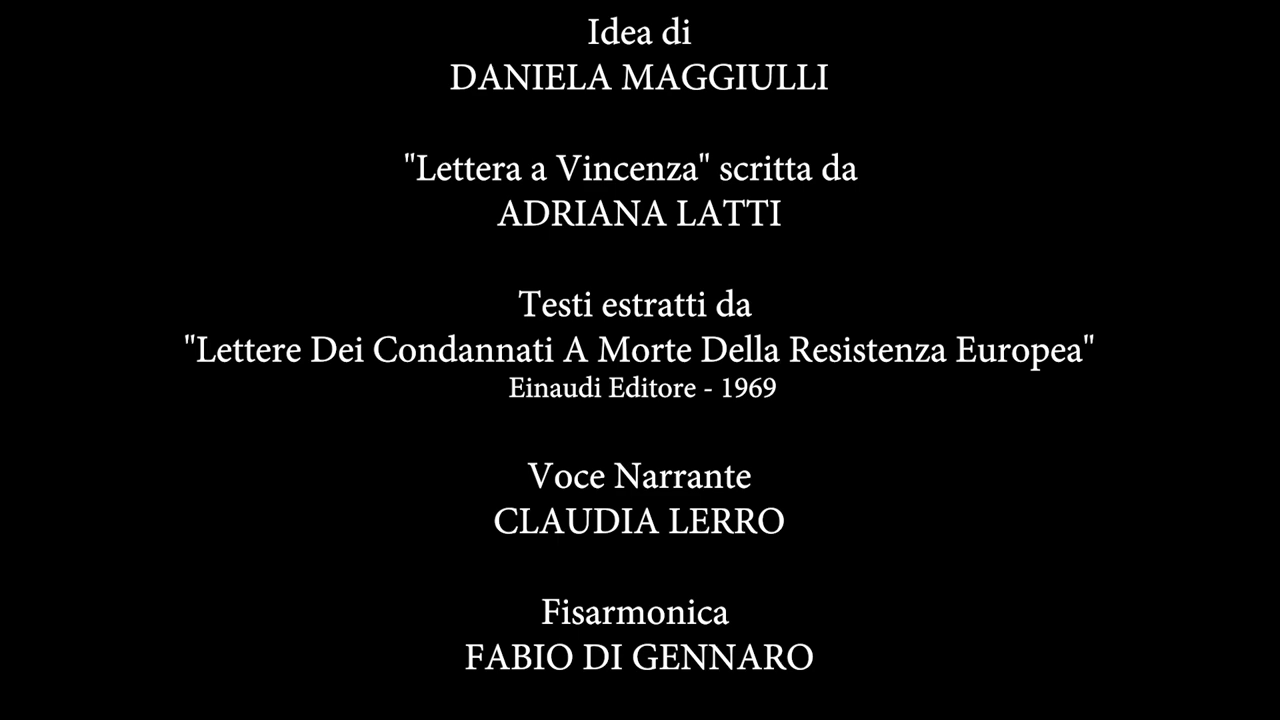 Idea di
DANIELA MAGGIULLI
"Lettera a Vincenza" scritta da
ADRIANA LATTI
Testi estratti da
"Lettere Dei Condannati A Morte Della Resistenza Europea"
Einaudi Editore - 1969
Voce Narrante
CLAUDIA LERRO
Fisarmonica
FABIO DI GENNARO